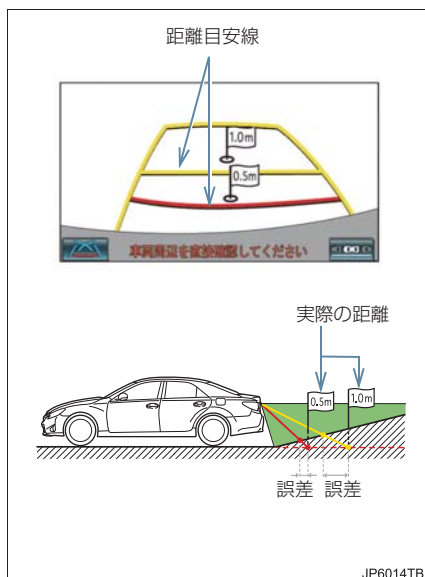 距離目安線
1.0m
0.5m
車両周辺を直接確認してください
実際の距離
0.5m
1.0m
誤差
誤差
JP6014TB